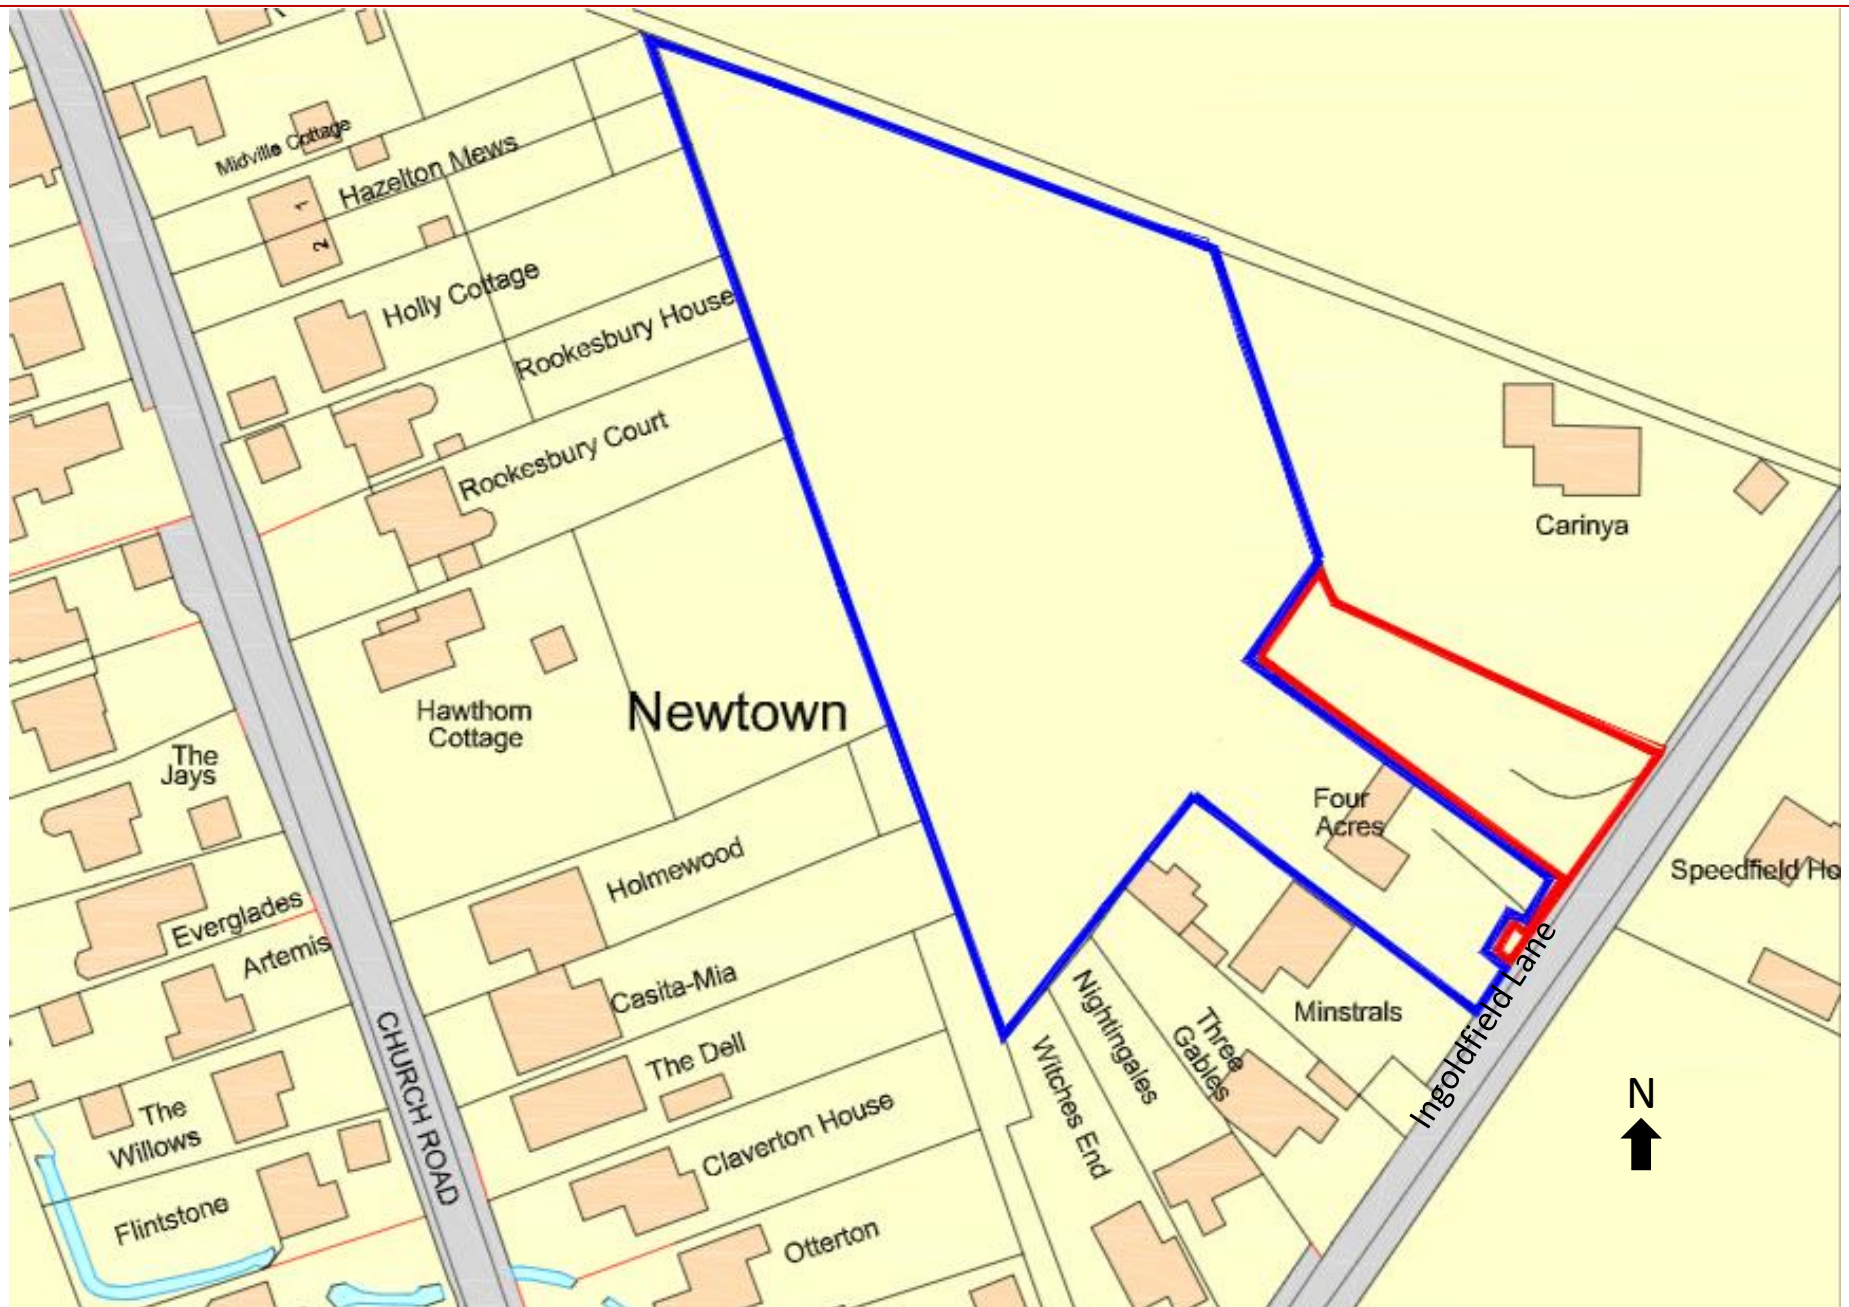 Midville Cottage
Hazelton Mews
1
2
Holly Cottage
Rookesbury House
Rookesbury Court
Carinya
Hawthorn
Cottage
Newtown
The
Jays
Four
Acres
Speedfield Ho
Holmewood
Everglades
Artemis
Casita-Mia
Minstrals
Nightingales
Three
Gables
Ingoldfield Lane
The Dell
Witches End
CHURCH ROAD
The
Willows
Claverton House
N
Flintstone
Otterton